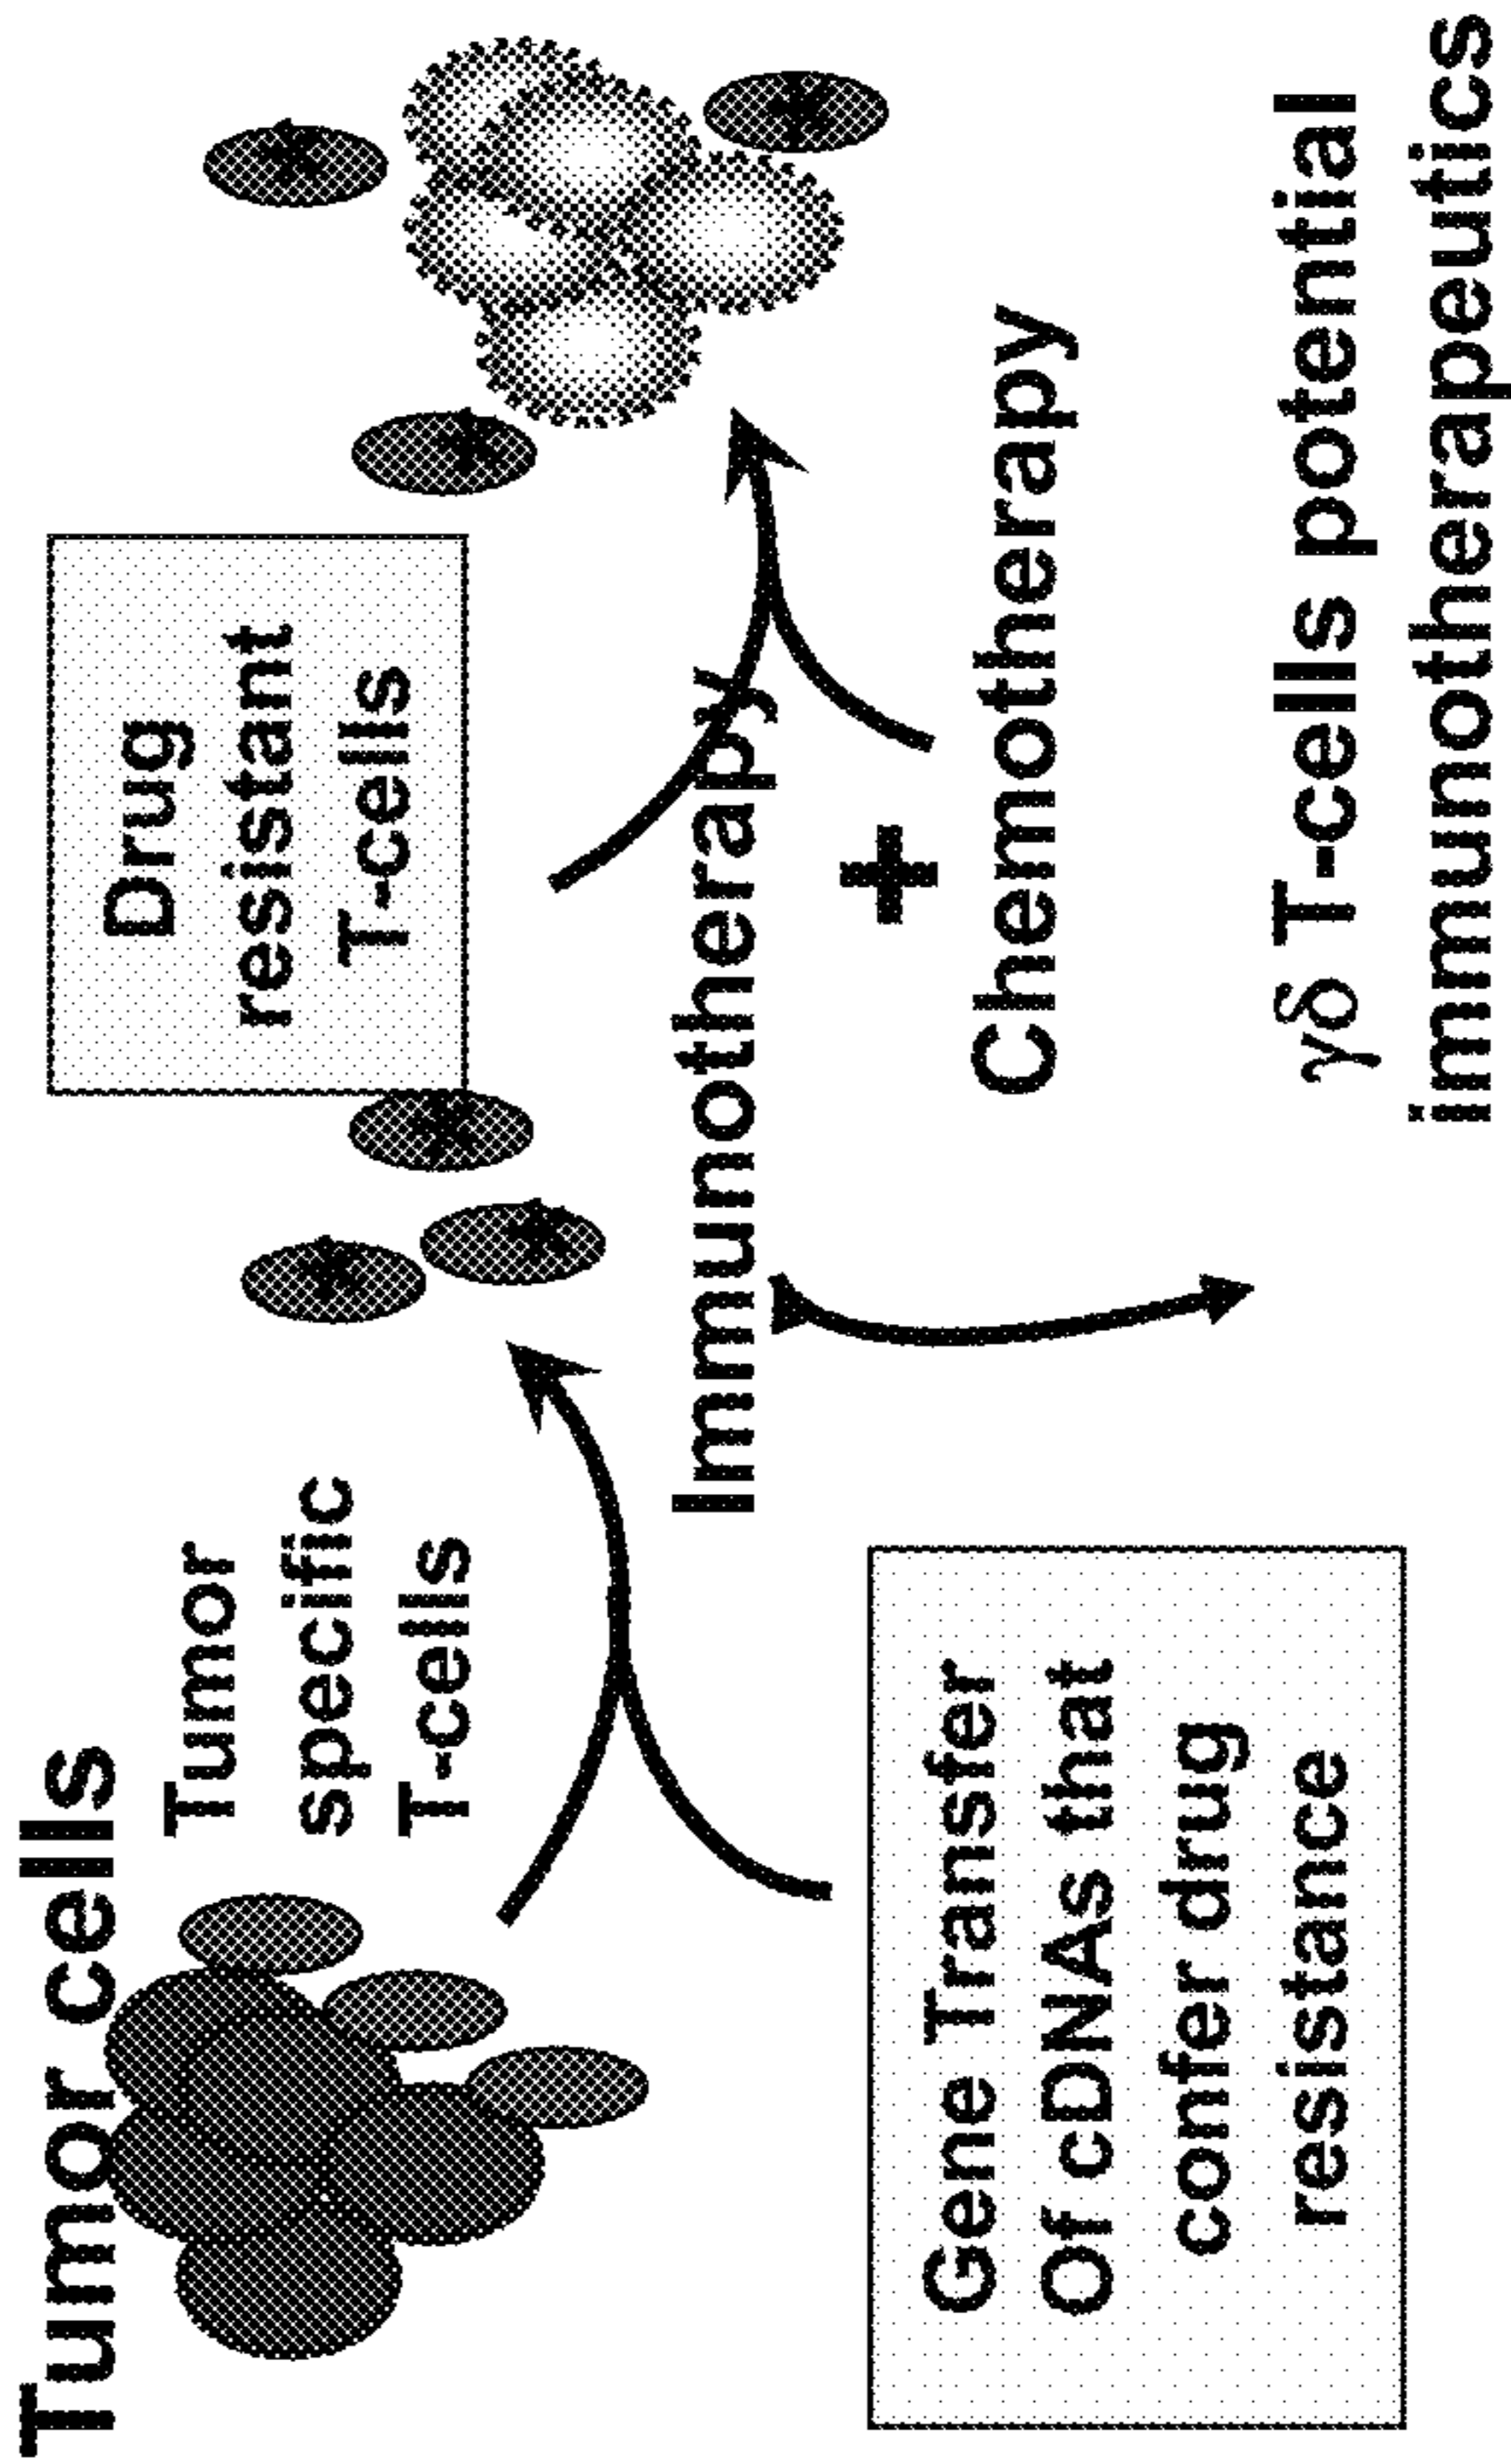 Tumor cells
Tumor
specific
T-cells
Drug
resistant
T-cells
Immunotherapy
+
Chemotherapy
Gene Transfer
Of cDNAs that
confer drug
resistance
γδ T-cells potential
immunotherapeutics